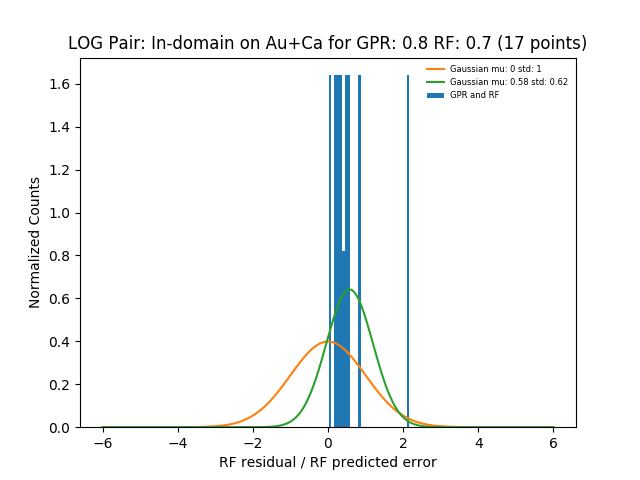 LOG Pair: In-domain on Au+Ca for GPR: 0.8 RF: 0.7 (17 points)
Gaussian mu: 0 std: 1
Gaussian mu: 0.58 std: 0.62
GPR and RF
Normalized Counts
1.6
1.4
1.2
1.0
0.8
0.6
0.4
0.2
0.0
−6 −4 −2 0 2 4 6
RF residual / RF predicted error